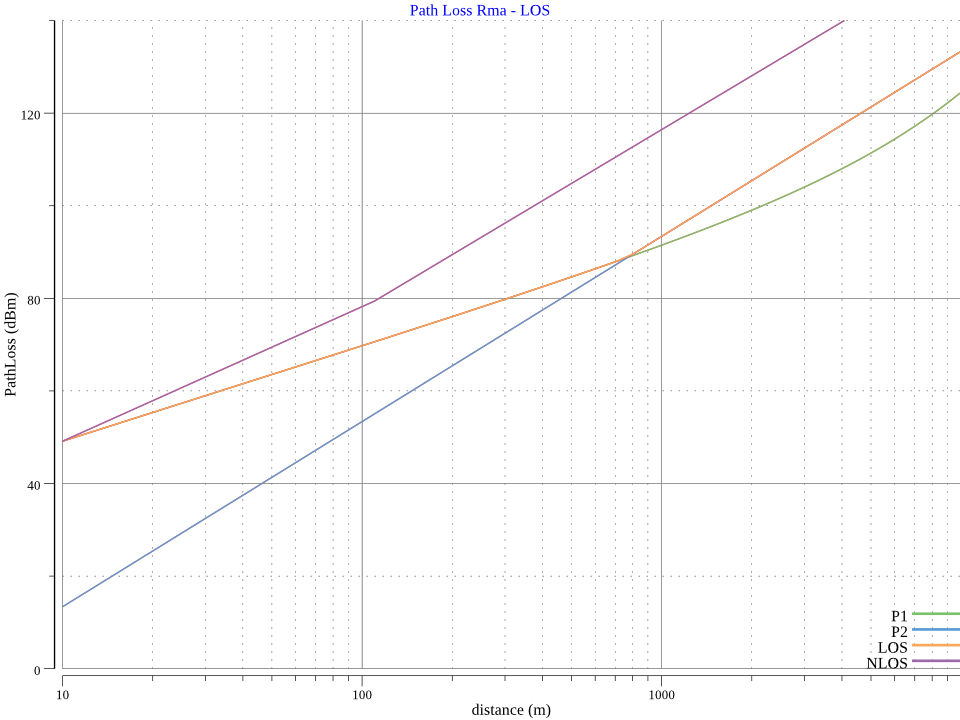 Path Loss Rma - LOS
PathLoss (dBm)
120
80
40
0
10
100
1000
distance (m)
P1
P2
LOS
NLOS